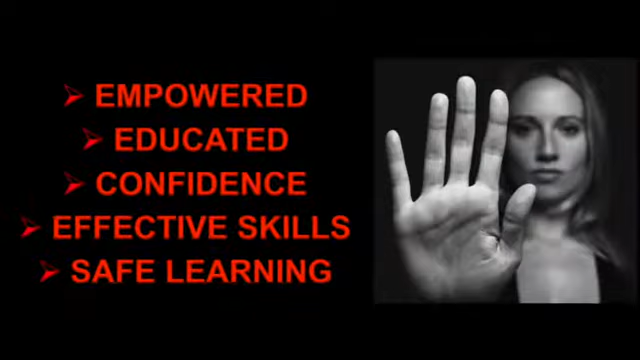 ➢ EMPOWERED
➢ EDUCATED
➢ CONFIDENCE
➢ EFFECTIVE SKILLS
➢ SAFE LEARNING